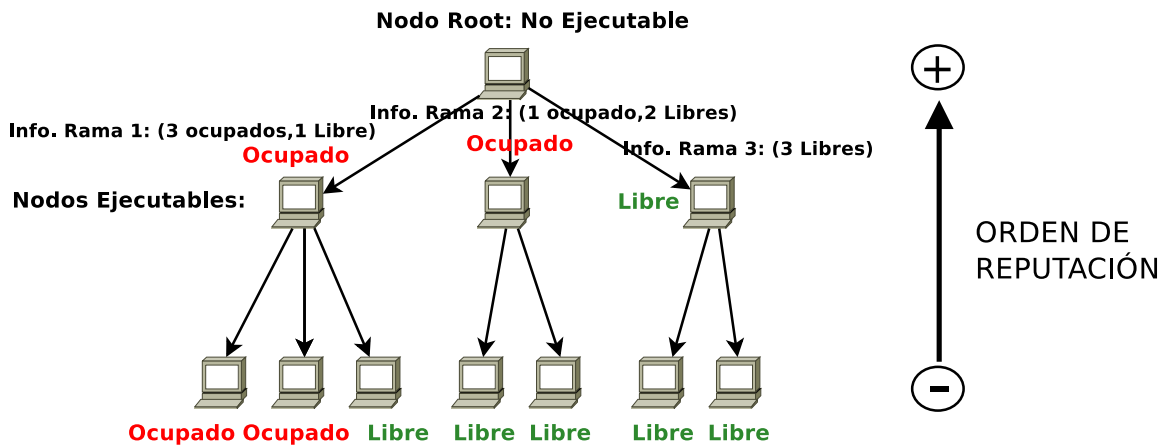 Nodo Root: No Ejecutable
Info. Rama 2: (1 ocupado,2 Libres)
Info. Rama 1: (3 ocupados,1 Libre)
Ocupado
Ocupado
Info. Rama 3: (3 Libres)
Nodos Ejecutables:
Libre
+
ORDEN DE
REPUTACIÓN
-
Ocupado Ocupado Libre Libre Libre Libre Libre